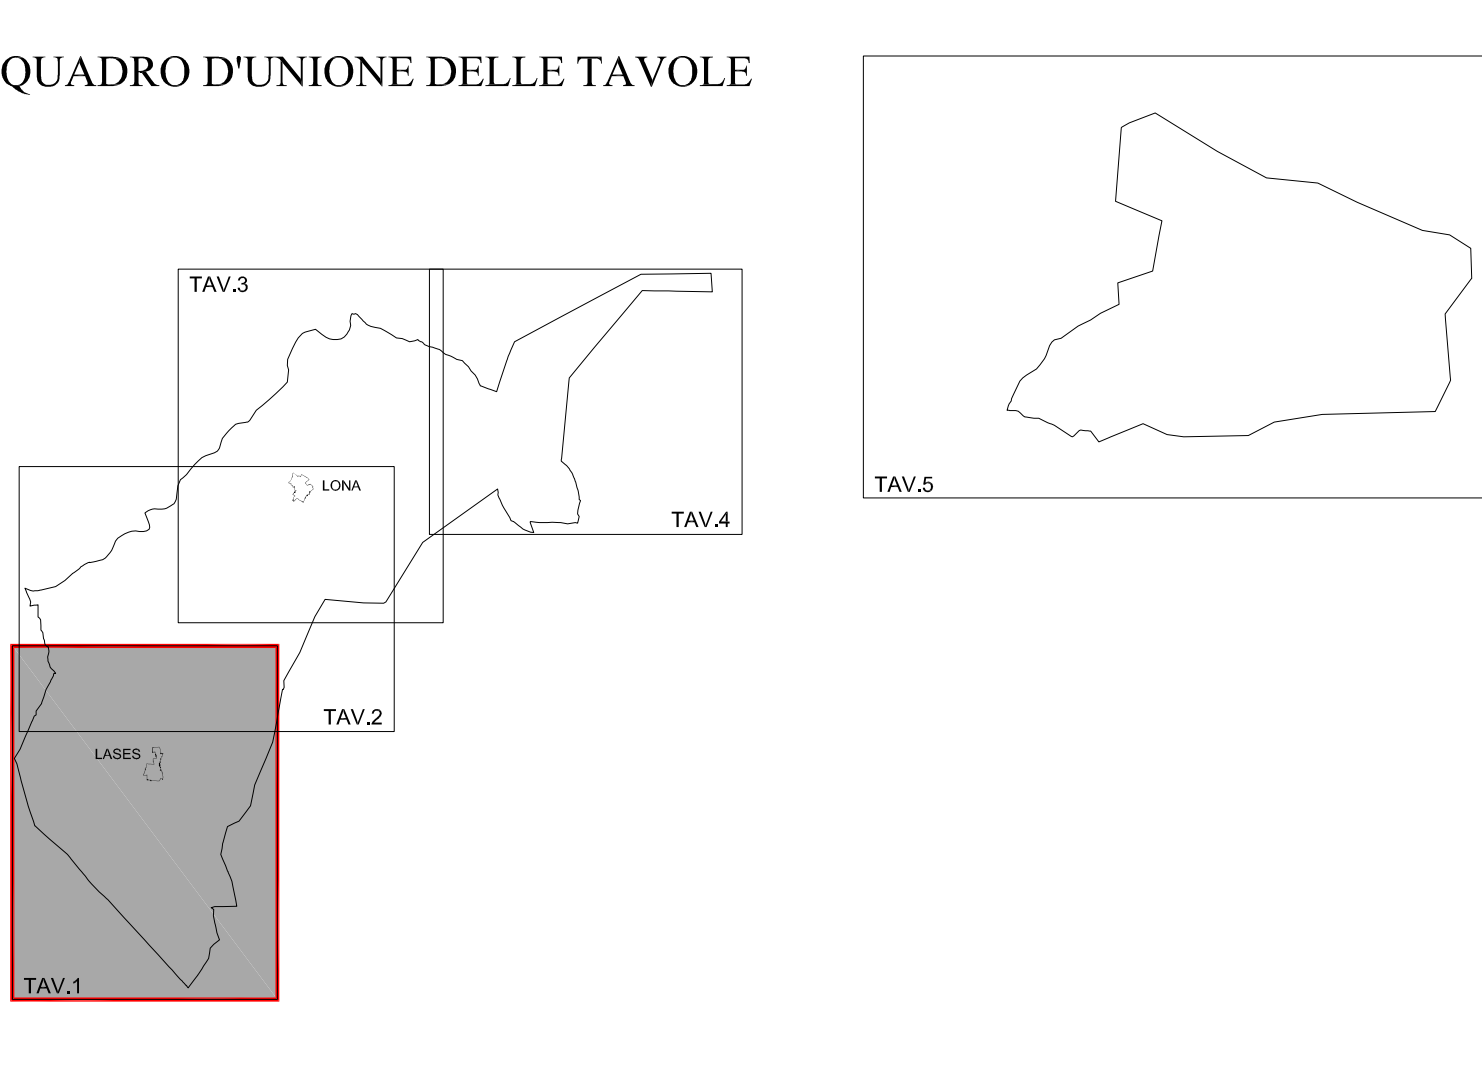 QUADRO D'UNIONE DELLE TAVOLE
TAV.3
LONA
TAV.4
TAV.5
TAV.2
LASES
TAV.1